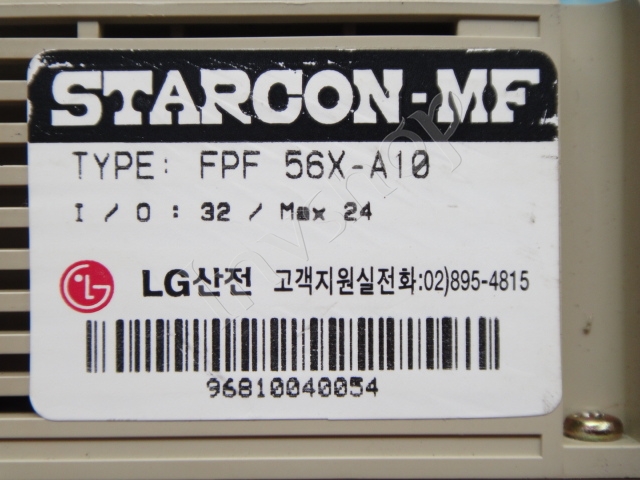 STARCON-MF
TYPE: FPF 56X-A10
I / O : 32 / Max 24
LG산전 고객지원실전화:02)895-4815
96810040054